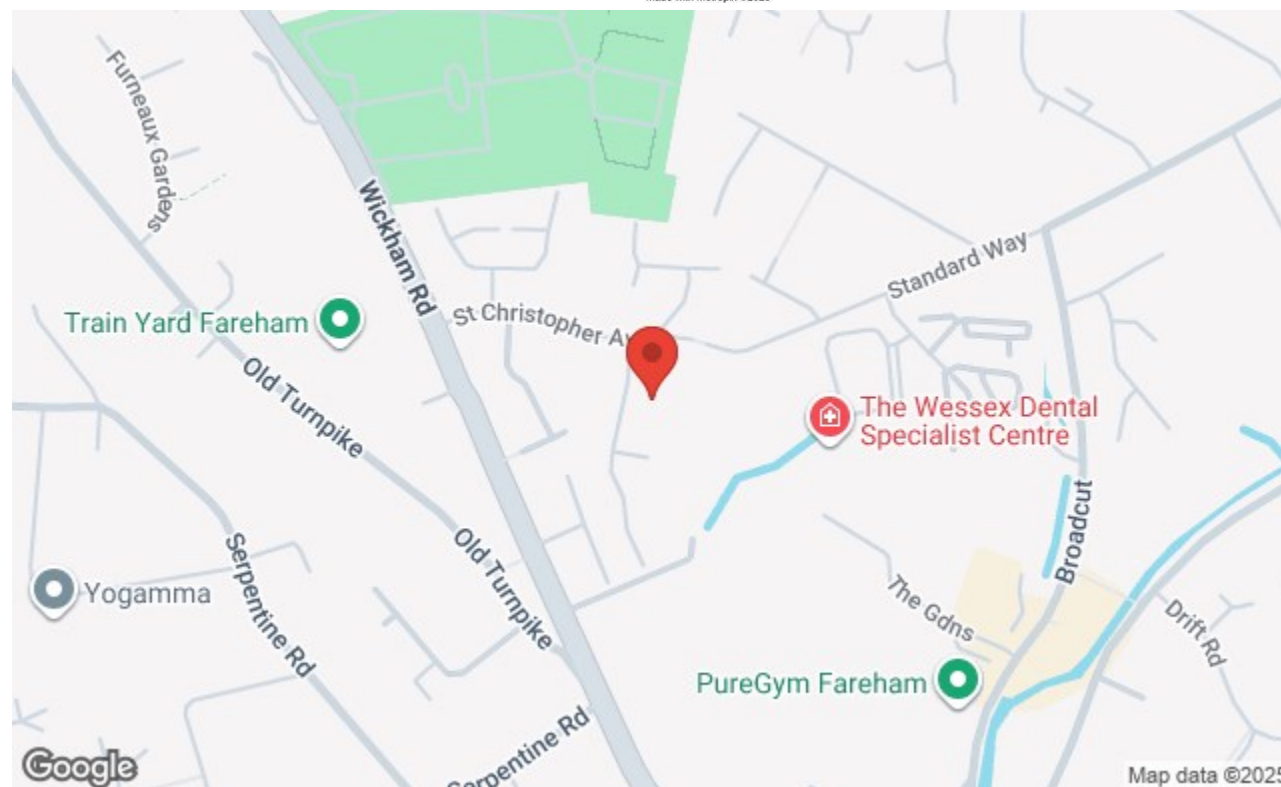 Furneaux Gardens
Wickham Rd
Standard Way
St Christopher Av
Train Yard Fareham
Old Turnpike
The Wessex Dental
Specialist Centre
Broadcut
Old Turnpike
Serpentine Rd
Yogamma
The Gdns
Drift Rd
PureGym Fareham
Serpentine Rd
Google
Map data ©2025